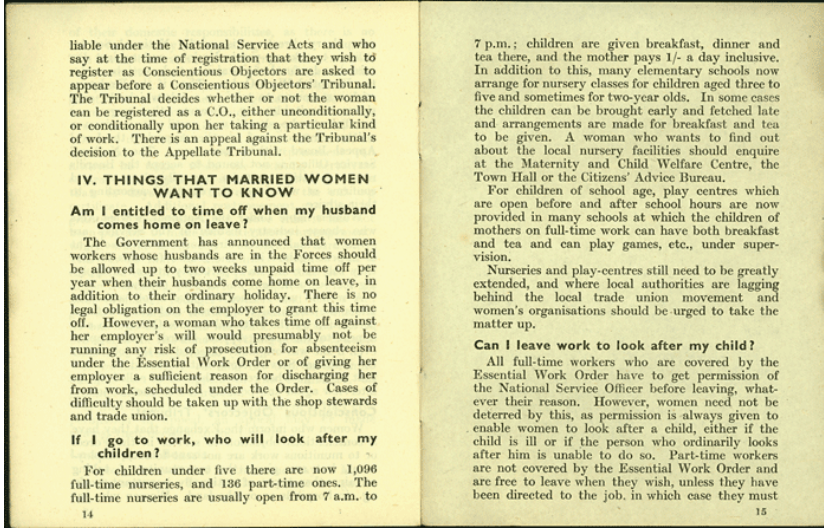 liable under the National Service Acts and who
say at the time of registration that they wish to
register as Conscientious Objectors are asked to
appear before a Conscientious Objectors' Tribunal.
The Tribunal decides whether or not the woman
can be registered as a C.O., either unconditionally,
or conditionally upon her taking a particular kind
of work. There is an appeal against the Tribunal's
decision to the Appellate Tribunal.
IV. THINGS THAT MARRIED WOMEN
WANT TO KNOW
Am I entitled to time off when my husband
comes home on leave?
The Government has announced that women
workers whose husbands are in the Forces should
be allowed up to two weeks unpaid time off per
year when their husbands come home on leave, in
addition to their ordinary holiday. There is no
legal obligation on the employer to grant this time
off. However, a woman who takes time off against
her employer's will would presumably not be
running any risk of prosecution for absenteeism
under the Essential Work Order or of giving her
employer a sufficient reason for discharging her
from work, scheduled under the Order. Cases of
difficulty should be taken up with the shop stewards
and trade union.
If I go to work, who will look after my
children?
For children under five there are now 1,096
full-time nurseries, and 136 part-time ones. The
full-time nurseries are usually open from 7 a.m. to
14
7 p.m.; children are given breakfast, dinner and
tea there, and the mother pays 1/- a day inclusive.
In addition to this, many elementary schools now
arrange for nursery classes for children aged three to
five and sometimes for two-year olds. In some cases
the children can be brought early and fetched late
and arrangements are made for breakfast and tea
to be given. A woman who wants to find out
about the local nursery facilities should enquire
at the Maternity and Child Welfare Centre, the
Town Hall or the Citizens' Advice Bureau.
For children of school age, play centres which
are open before and after school hours are now
provided in many schools at which the children of
mothers on full-time work can have both breakfast
and tea and can play games, etc., under super-
vision.
Nurseries and play-centres still need to be greatly
extended, and where local authorities are lagging
behind the local trade union movement and
women's organisations should be urged to take the
matter up.
Can I leave work to look after my child?
All full-time workers who are covered by the
Essential Work Order have to get permission of
the National Service Officer before leaving, what-
ever their reason. However, women need not be
deterred by this, as permission is always given to
enable women to look after a child, either if the
child is ill or if the person who ordinarily looks
after him is unable to do so. Part-time workers
are not covered by the Essential Work Order and
are free to leave when they wish, unless they have
been directed to the job, in which case they must
15